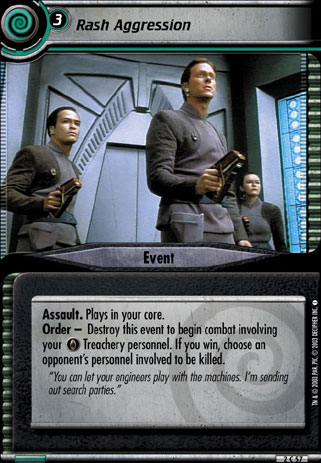 3 Rash Aggression
Event
Assault. Plays in your core.
Order – Destroy this event to begin combat involving
your Treachery personnel. If you win, choose an
opponent's personnel involved to be killed.
"You can let your engineers play with the machines. I'm sending
out search parties."
TM & © 2003 PAR. PIC. © 2003 DECIPHER INC.
2 C 57